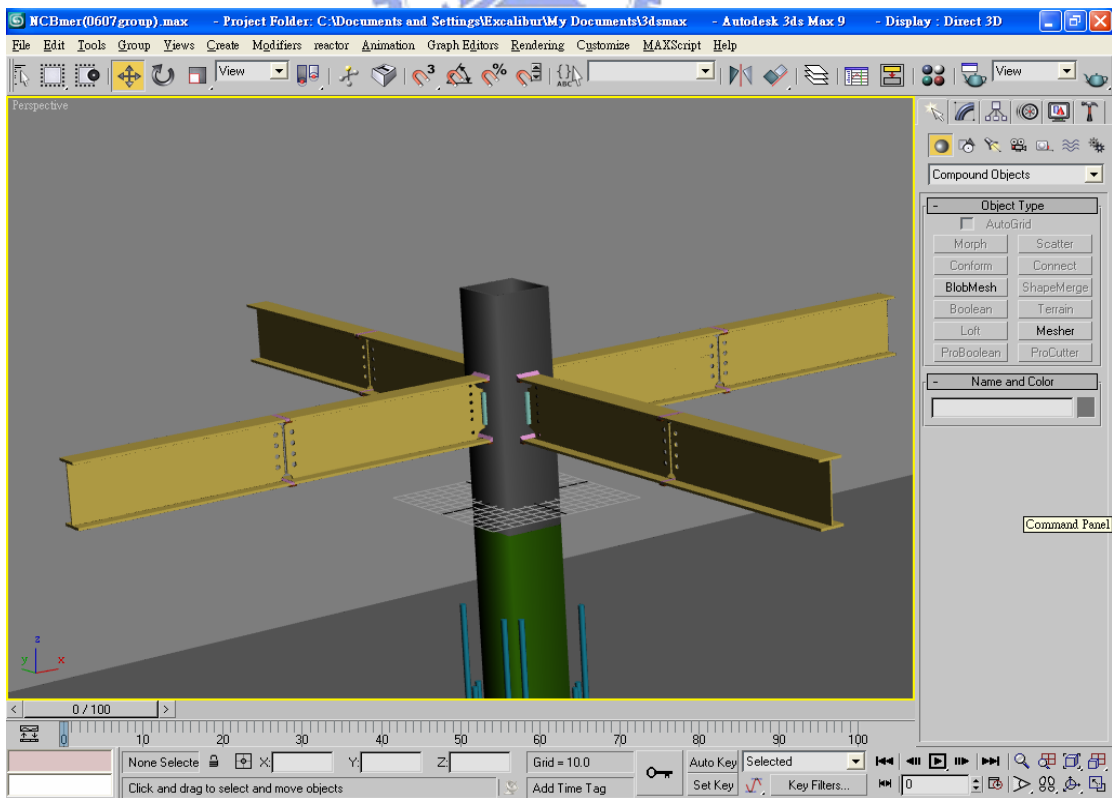 NCBmer(0607group).max - Project Folder: C:\Documents and Settings\Excalibur\My Documents\3dsmax - Autodesk 3ds Max 9 - Display : Direct 3D
File Edit Tools Group Views Create Modifiers reactor Animation Graph Editors Rendering Customize MAXScript Help
View
3
%
ABC
View
Perspective
Compound Objects
- Object Type
AutoGrid
Morph Scatter
Conform Connect
BlobMesh ShapeMerge
Boolean Terrain
Loft Mesher
ProBoolean ProCutter
- Name and Color
Command Panel
z
y x
< 0 / 100 >
0 10 20 30 40 50 60 70 80 90 100
None Selecte X: Y: Z: Grid = 10.0 Auto Key Selected
Click and drag to select and move objects Add Time Tag Set Key Key Filters... 0